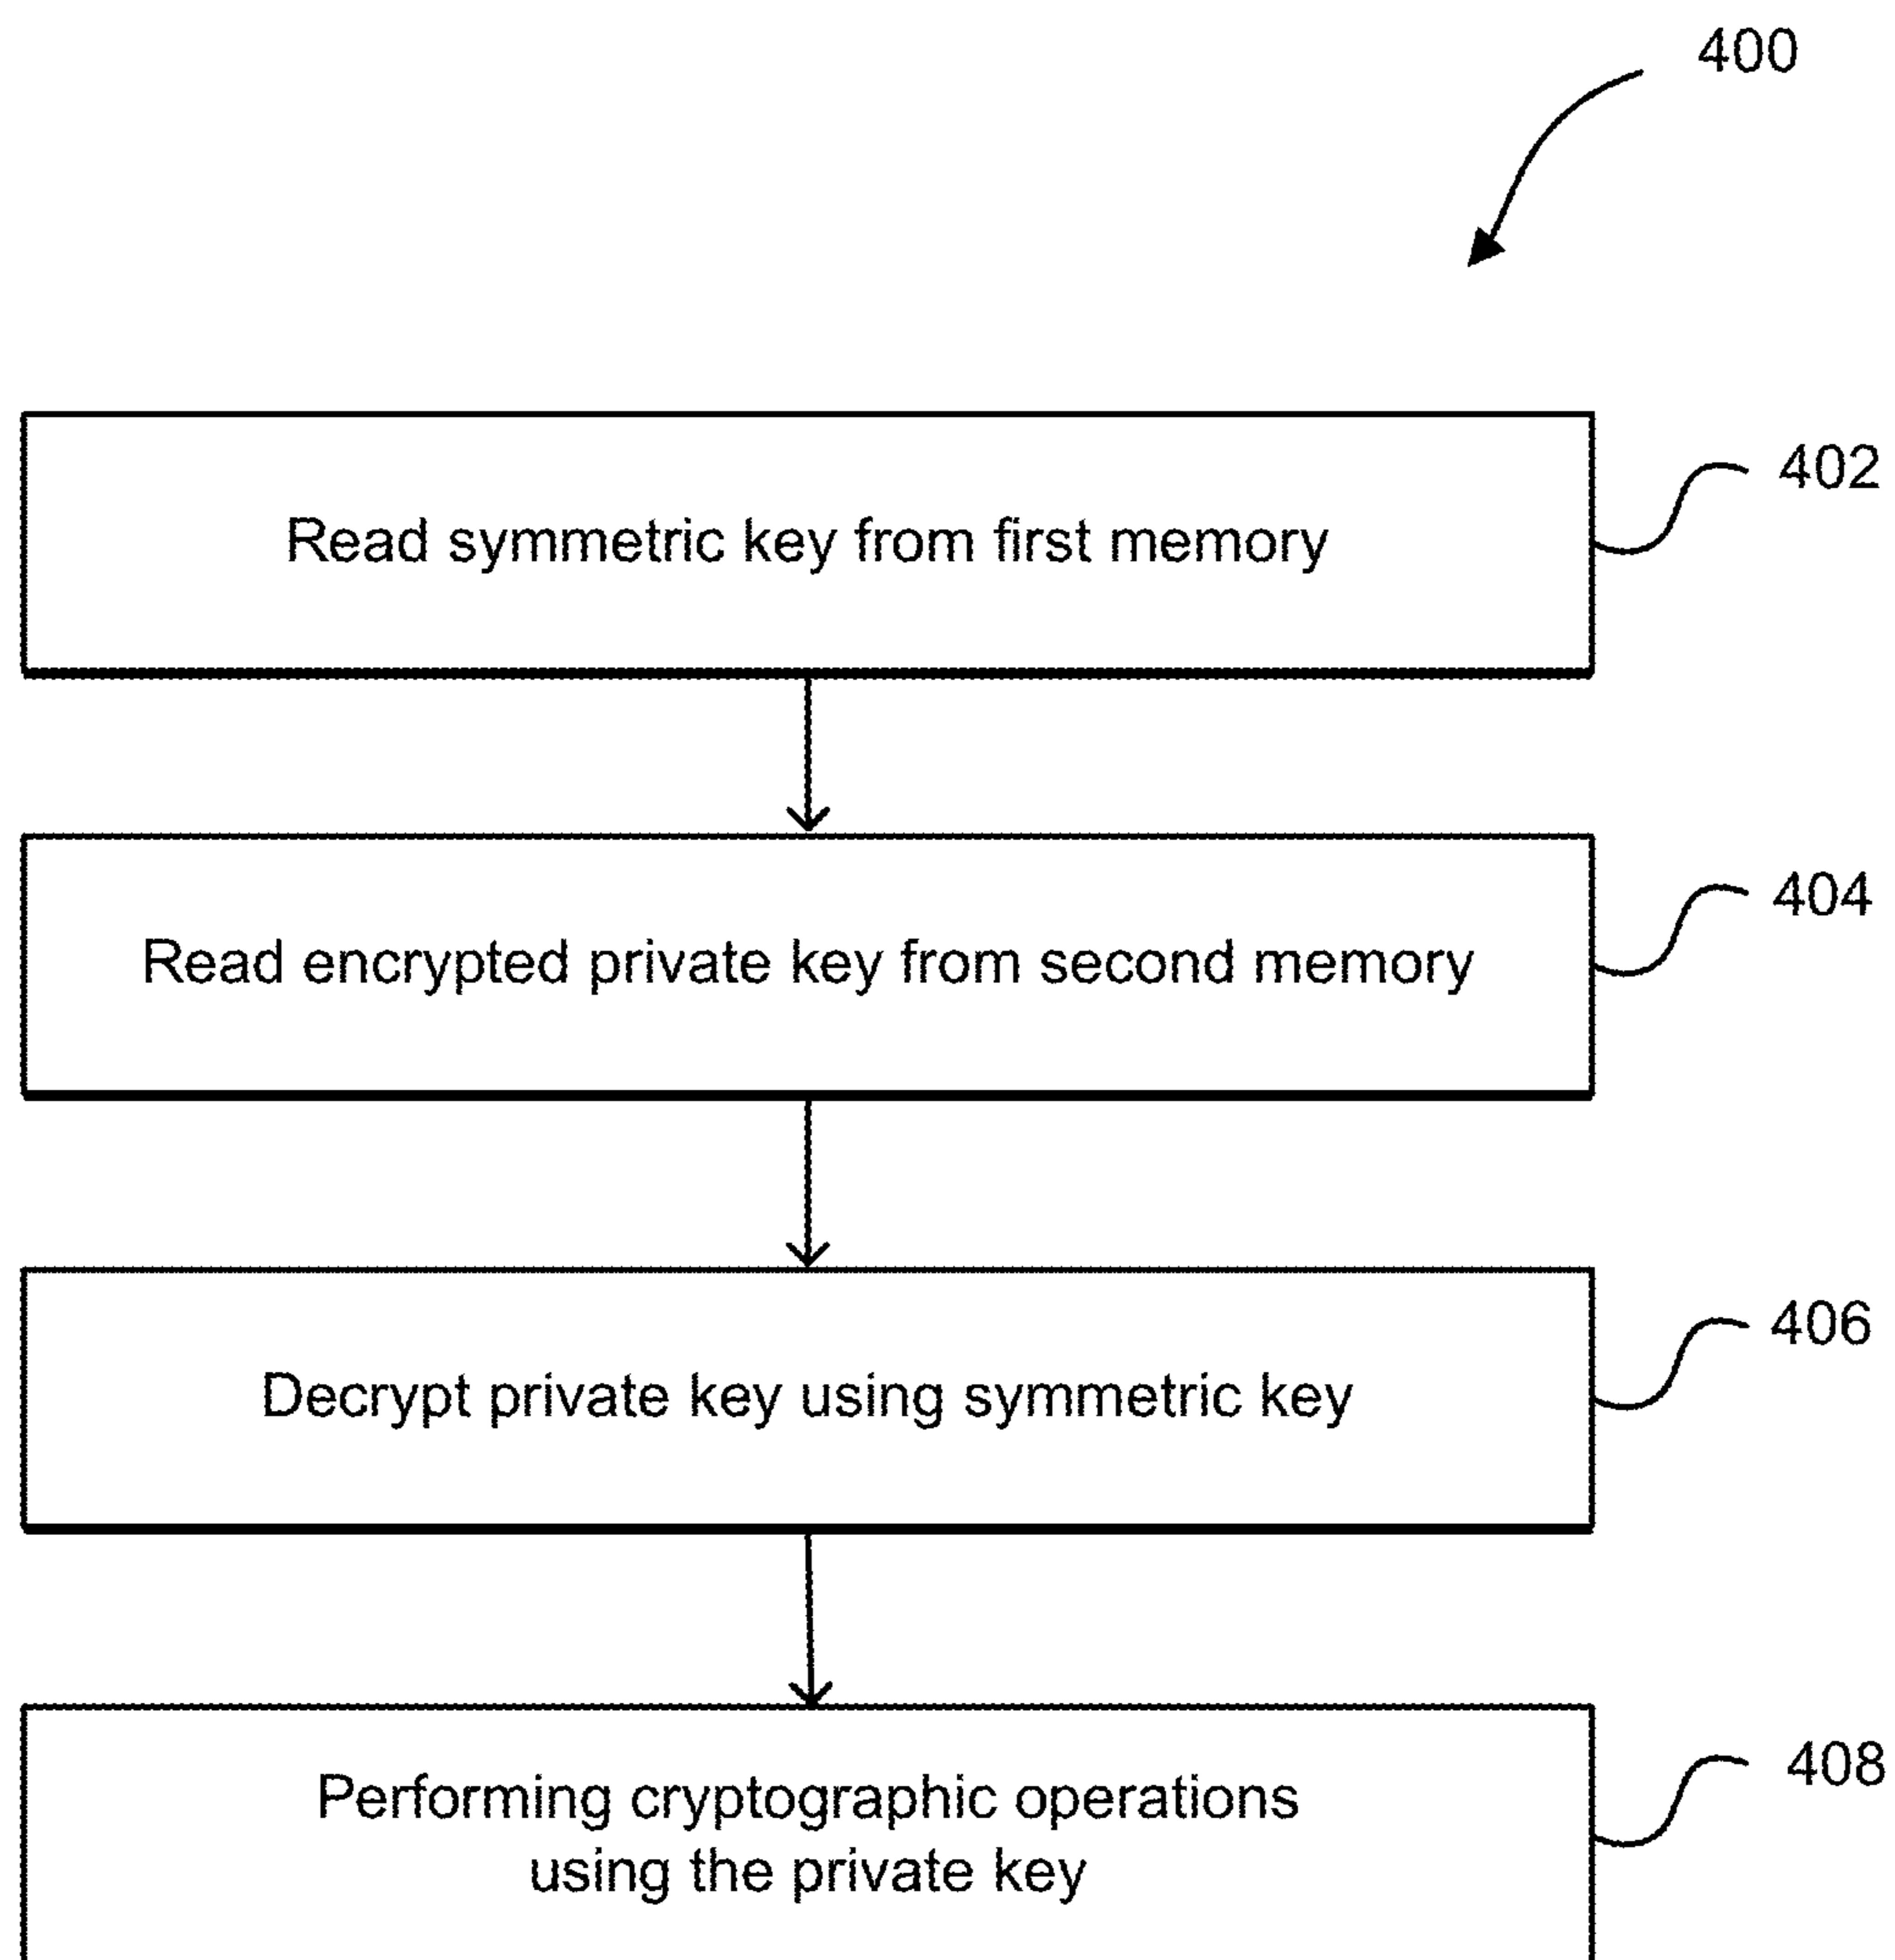 400
Read symmetric key from first memory
402
Read encrypted private key from second memory
404
Decrypt private key using symmetric key
406
Performing cryptographic operations
using the private key
408